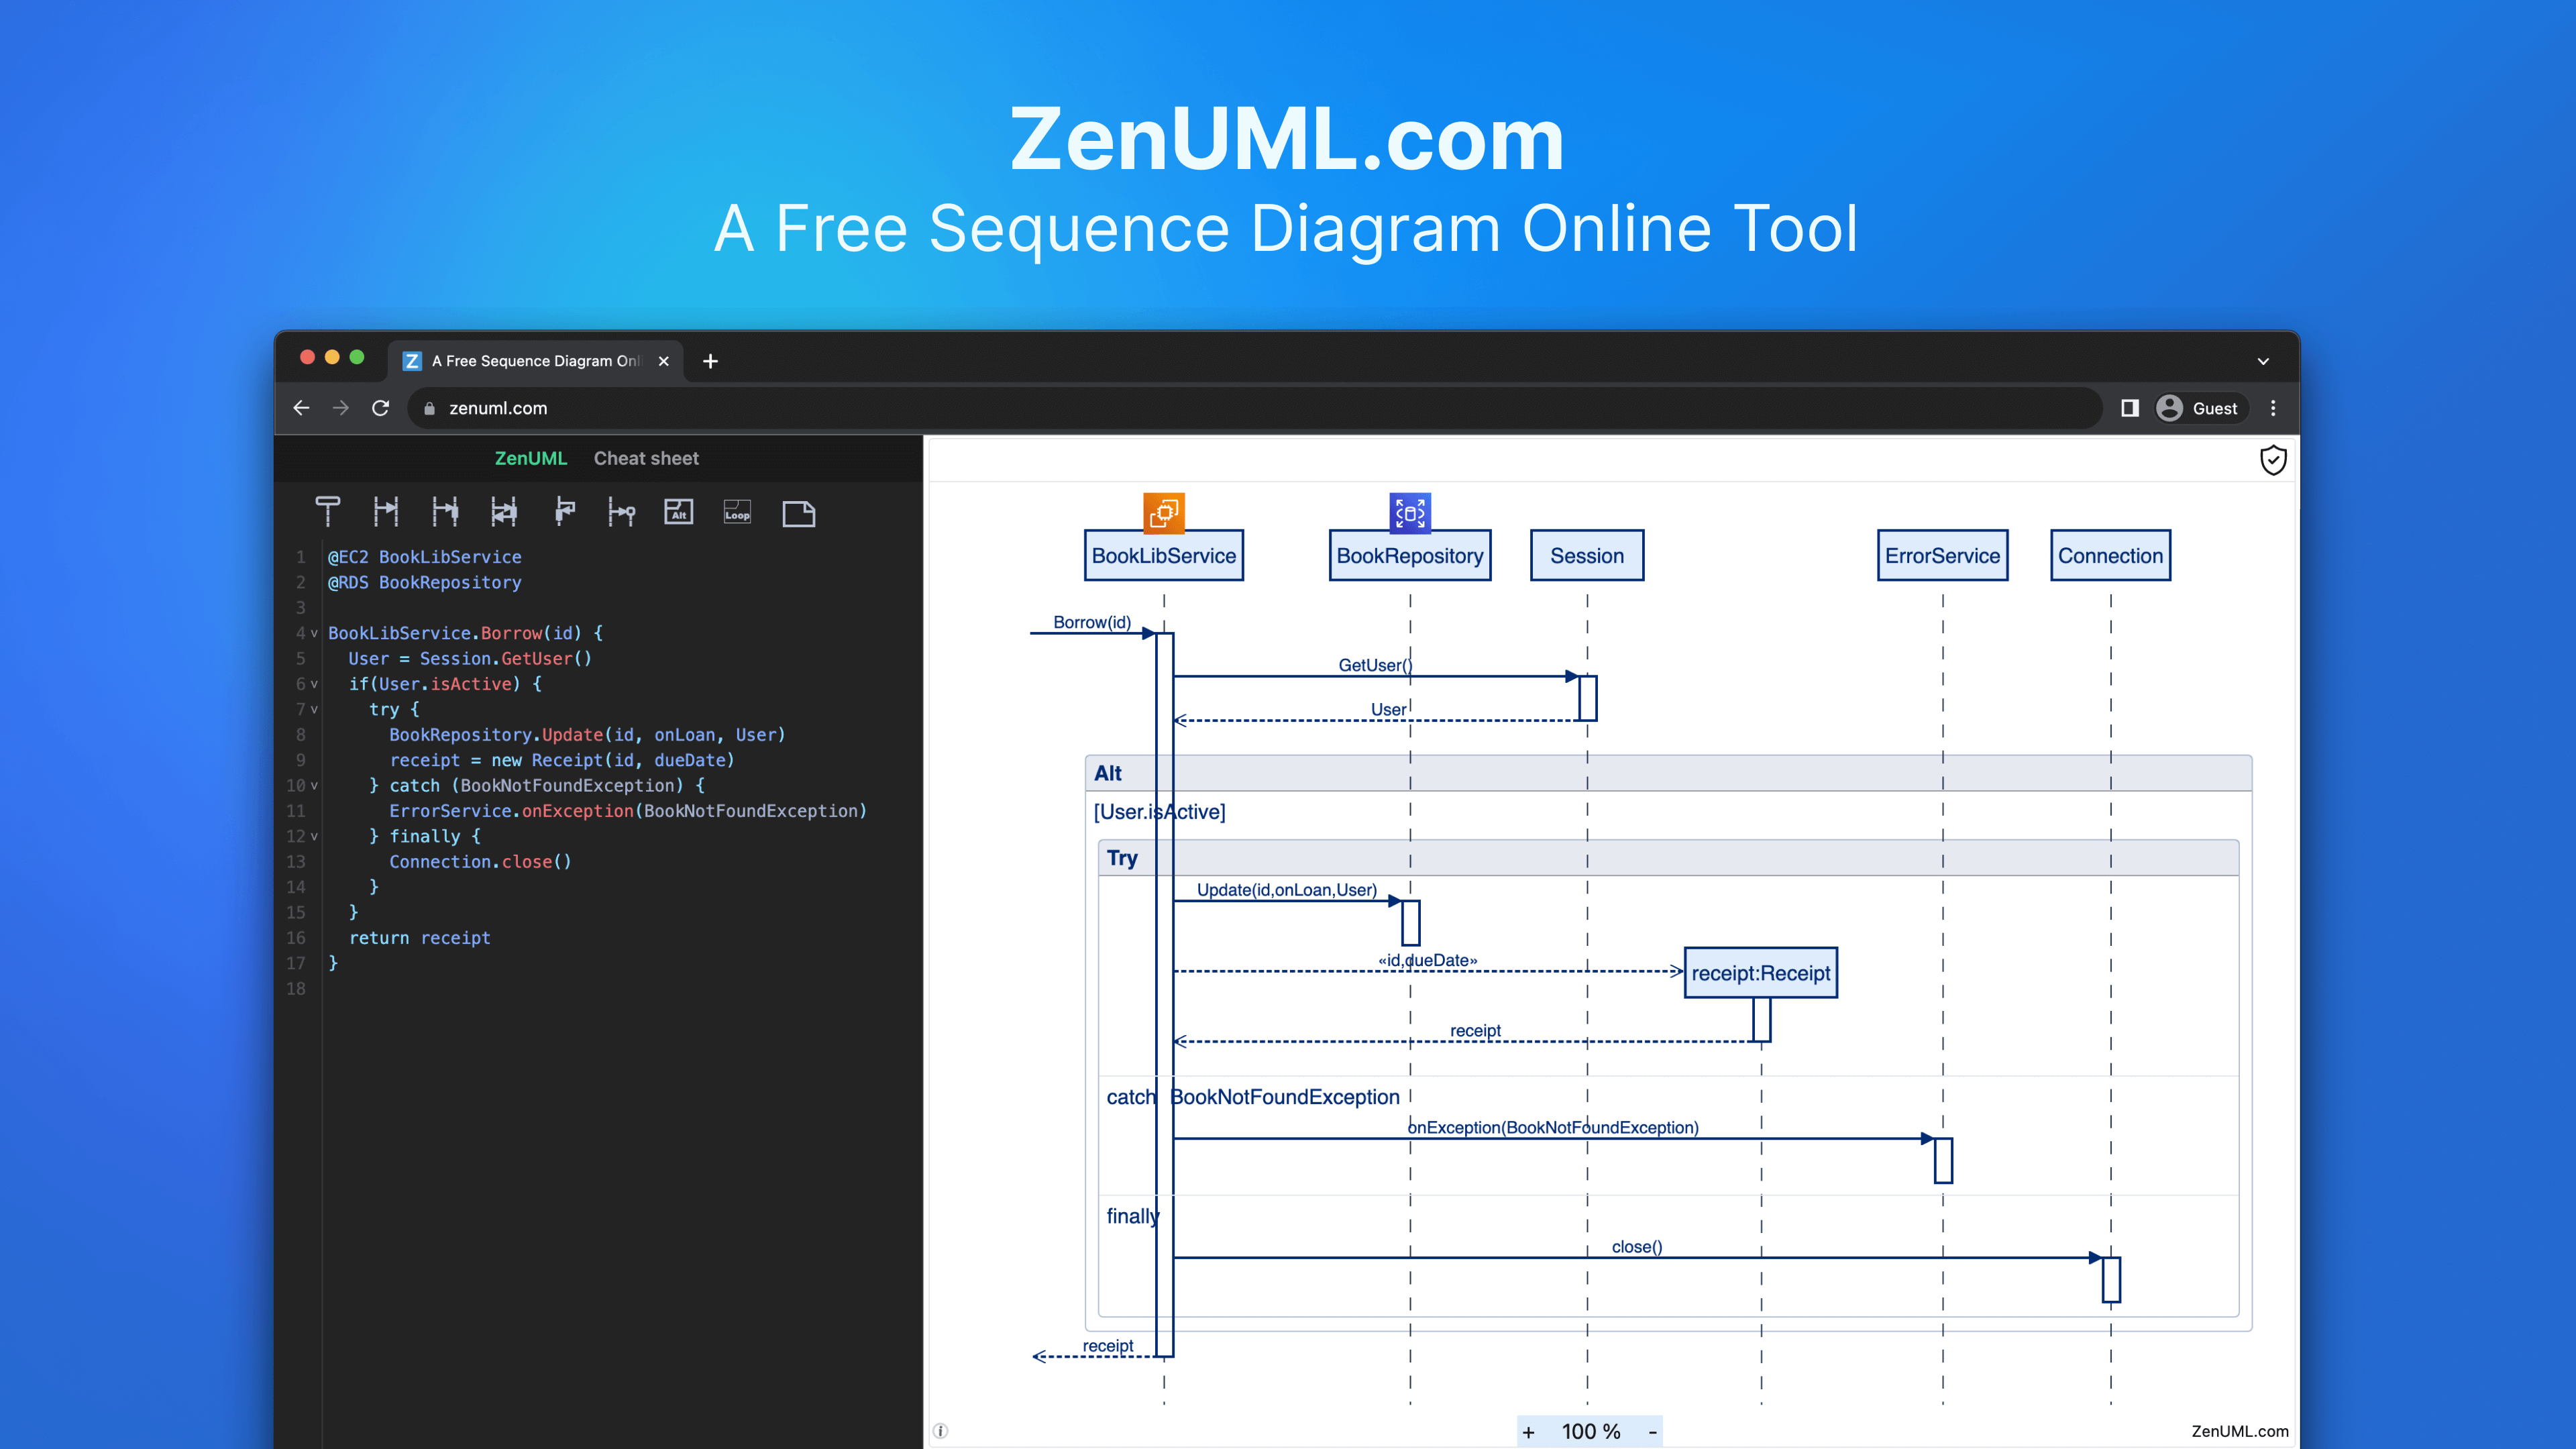 ZenUML.com
A Free Sequence Diagram Online Tool
A Free Sequence Diagram Onl
zenuml.com
Guest
ZenUML Cheat sheet
Alt
Loop
1 @EC2 BookLibService
2 @RDS BookRepository
3
4 v BookLibService.Borrow(id) {
5 User = Session.GetUser()
6 v if(User.isActive) {
7 v try {
8 BookRepository.Update(id, onLoan, User)
9 receipt = new Receipt(id, dueDate)
10 v } catch (BookNotFoundException) {
11 ErrorService.onException(BookNotFoundException)
12 v } finally {
13 Connection.close()
14 }
15 }
16 return receipt
17 }
18
BookLibService BookRepository Session ErrorService Connection
Borrow(id)
GetUser()
User
Alt
[User.isActive]
Try
Update(id,onLoan,User)
«id,dueDate»
receipt:Receipt
receipt
catch BookNotFoundException
onException(BookNotFoundException)
finally
close()
receipt
+ 100 % -
ZenUML.com